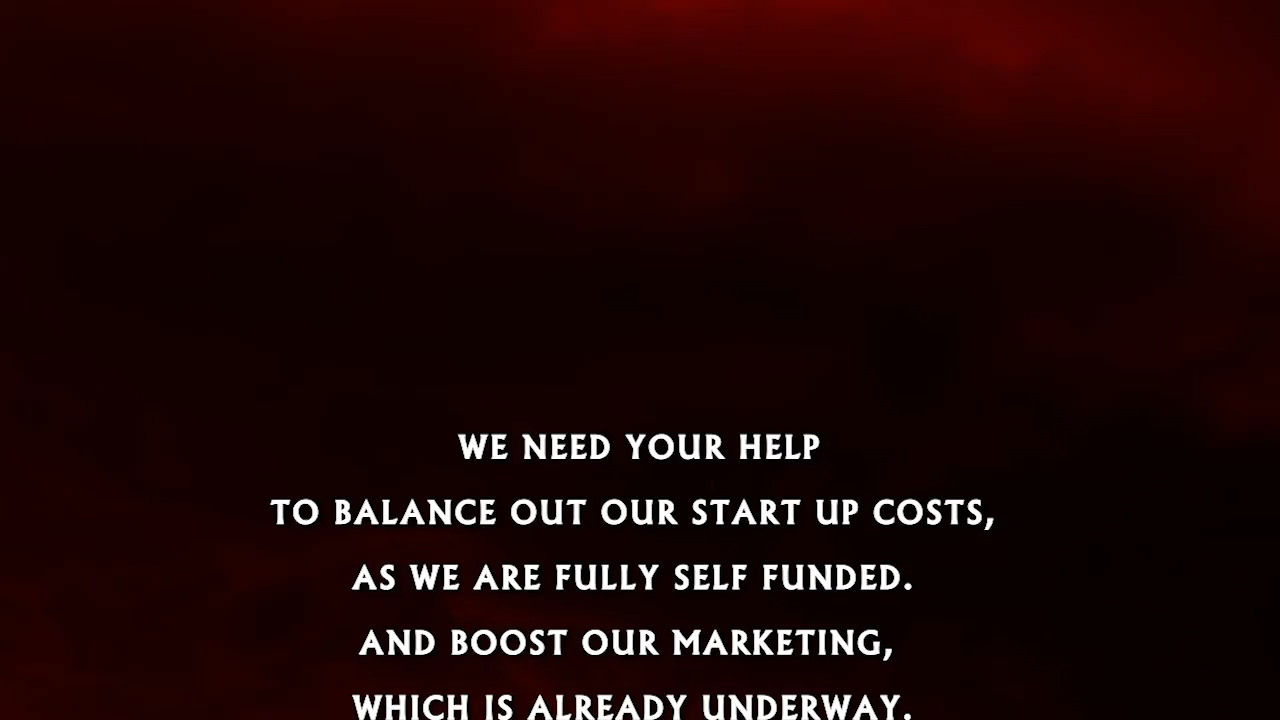 WE NEED YOUR HELP
TO BALANCE OUT OUR START UP COSTS,
AS WE ARE FULLY SELF FUNDED.
AND BOOST OUR MARKETING,
WHICH IS ALREADY UNDERWAY.